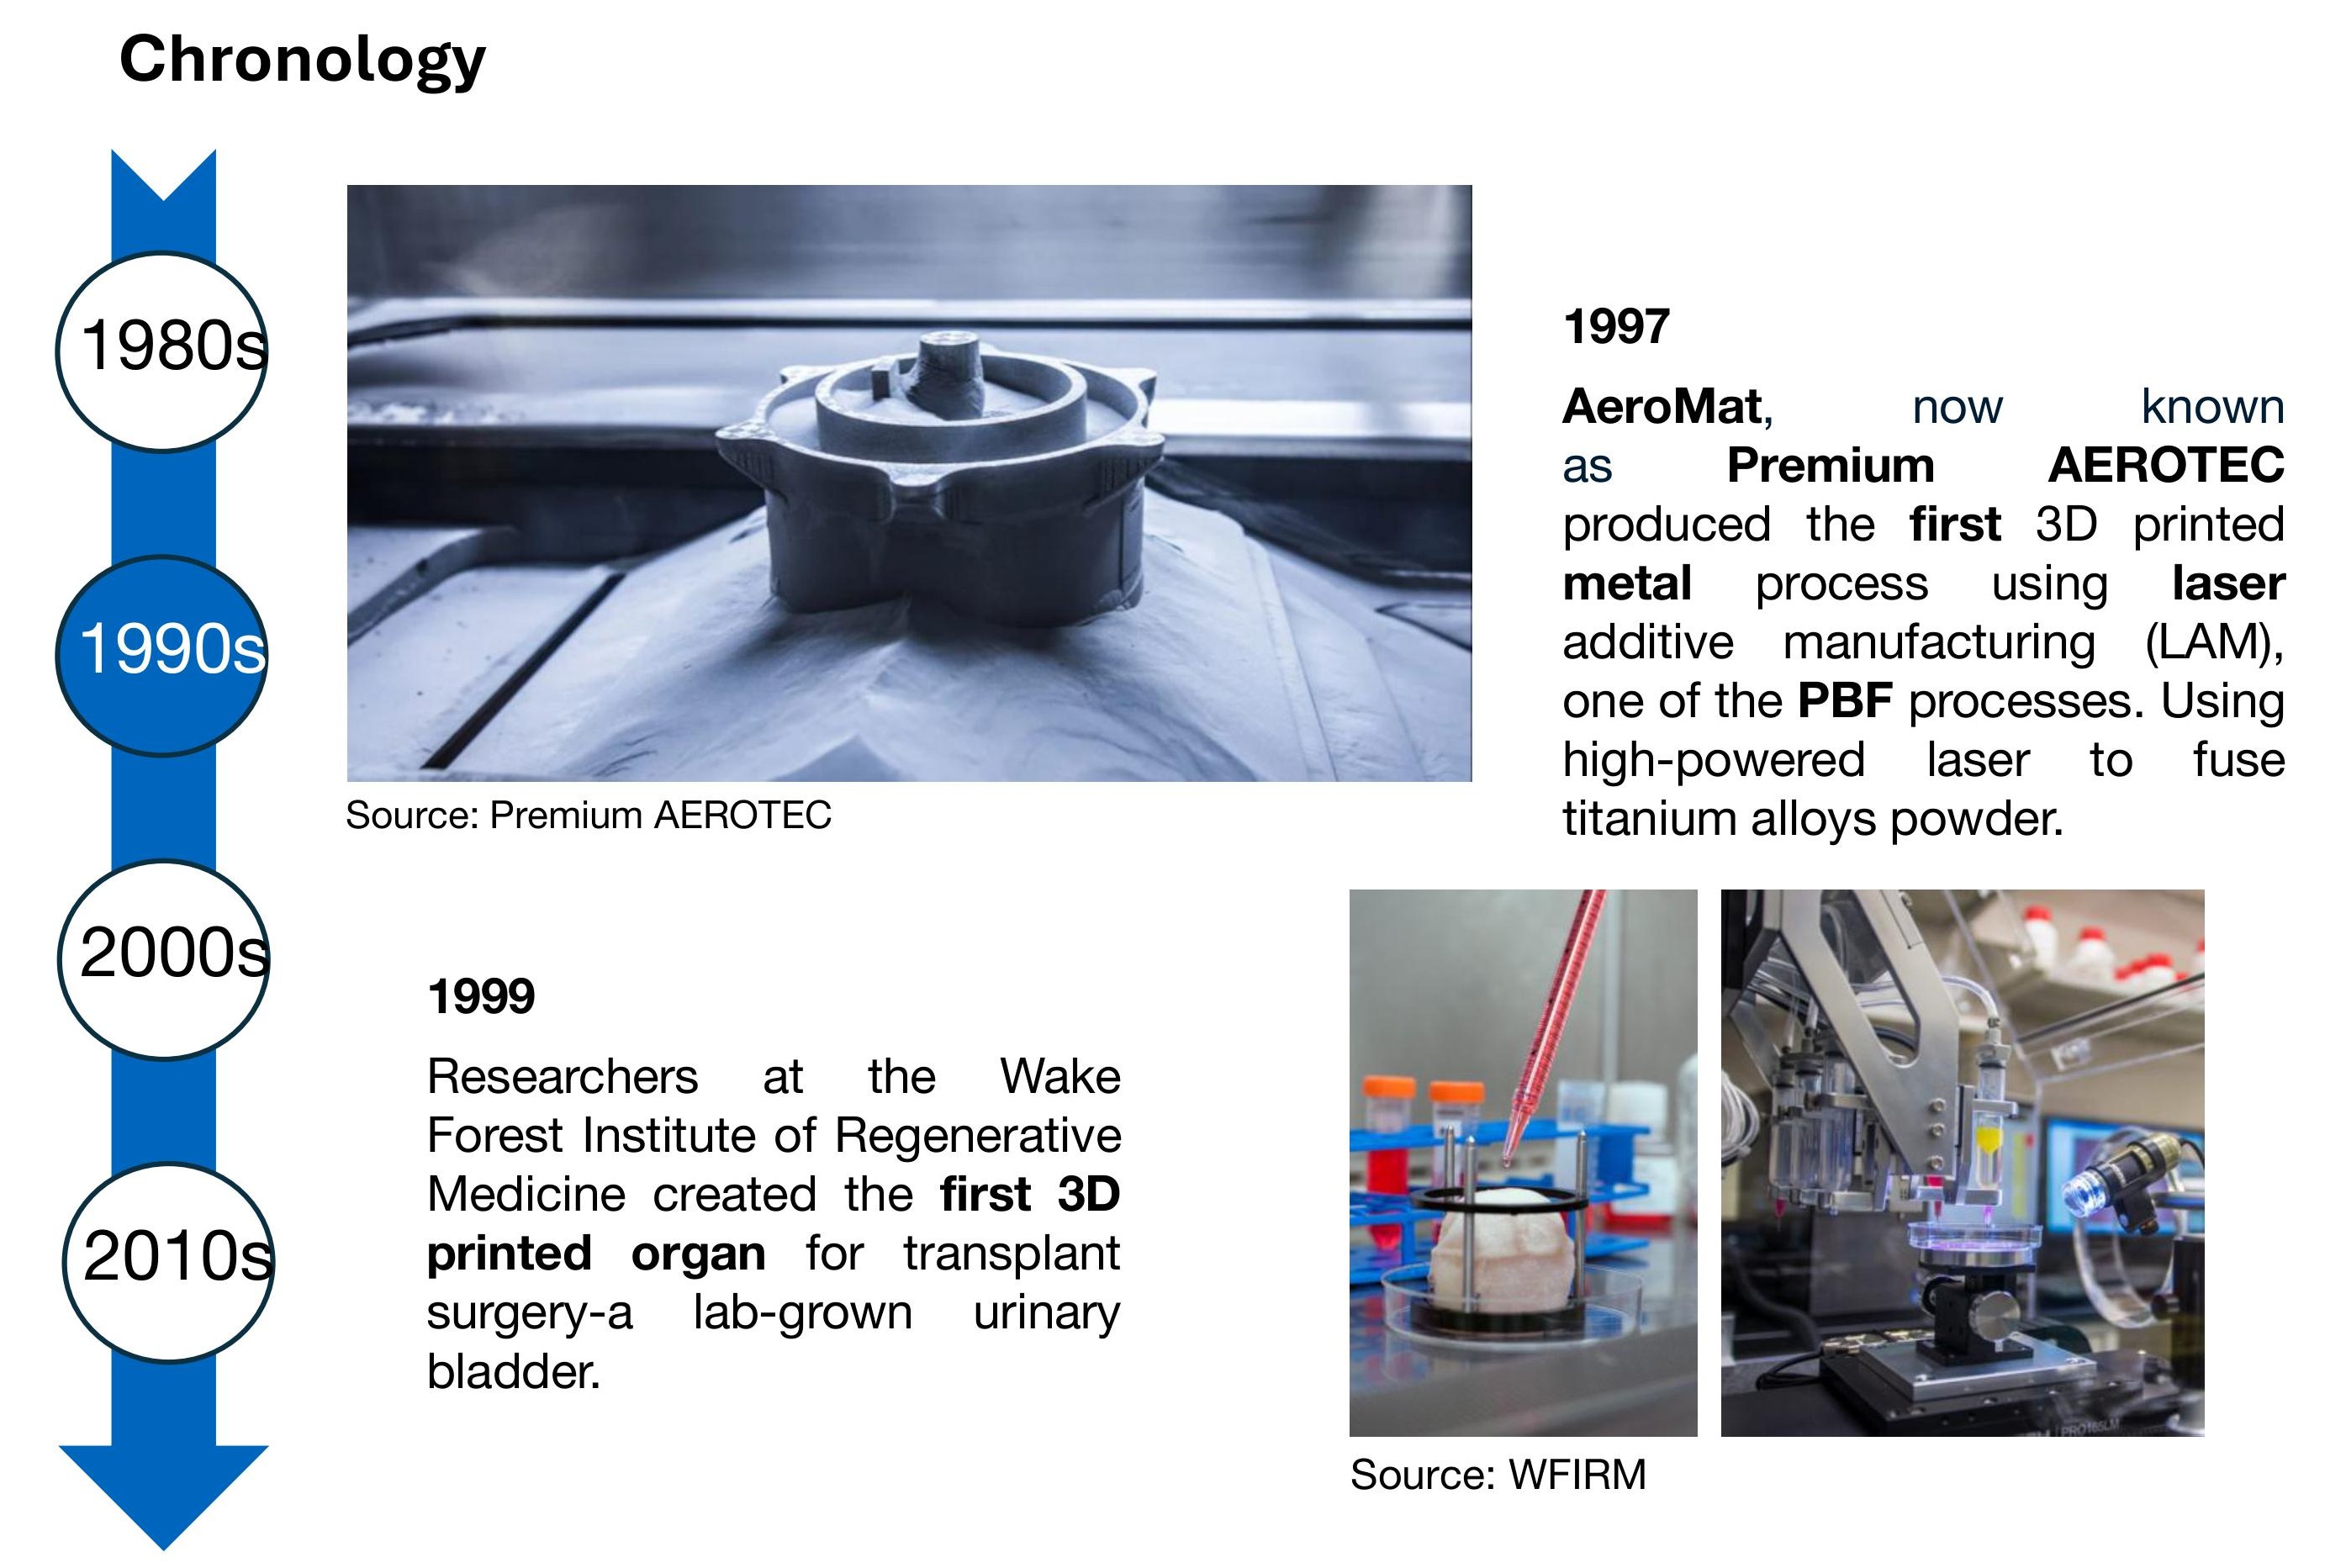 Chronology
1980s
1990s
2000s
2010s
1997
AeroMat, now known
as Premium AEROTEC
produced the first 3D printed
metal process using laser
additive manufacturing (LAM),
one of the PBF processes. Using
high-powered laser to fuse
titanium alloys powder.
Source: Premium AEROTEC
1999
Researchers at the Wake
Forest Institute of Regenerative
Medicine created the first 3D
printed organ for transplant
surgery-a lab-grown urinary
bladder.
Source: WFIRM